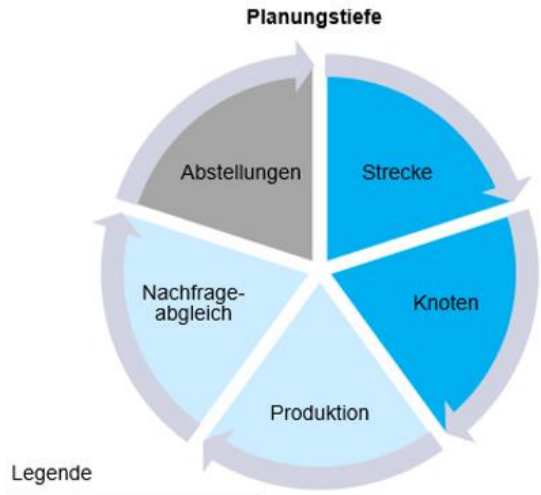 Planungstiefe
Abstellungen
Strecke
Nachfrage-
abgleich
Knoten
Produktion
Legende